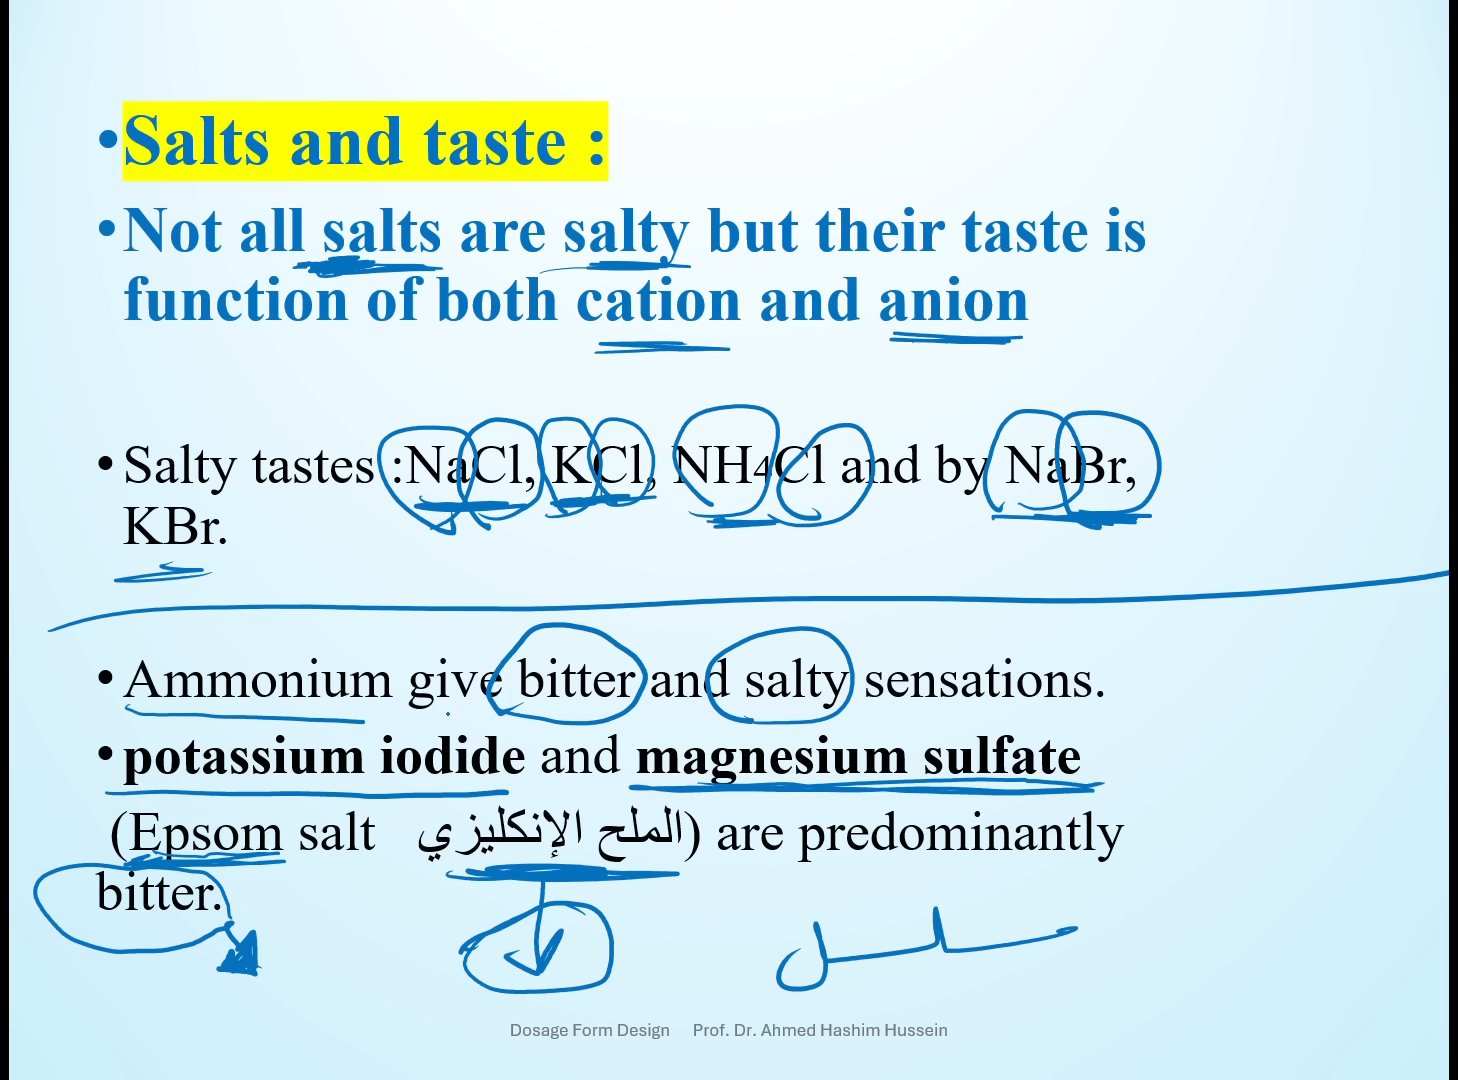 •Salts and taste :
•Not all salts are salty but their taste is
function of both cation and anion
•Salty tastes :NaCl, KCl, NH4Cl and by NaBr,
KBr.
•Ammonium give bitter and salty sensations.
•potassium iodide and magnesium sulfate
(Epsom salt الملح الإنكليزي) are predominantly
bitter.
Dosage Form Design Prof. Dr. Ahmed Hashim Hussein